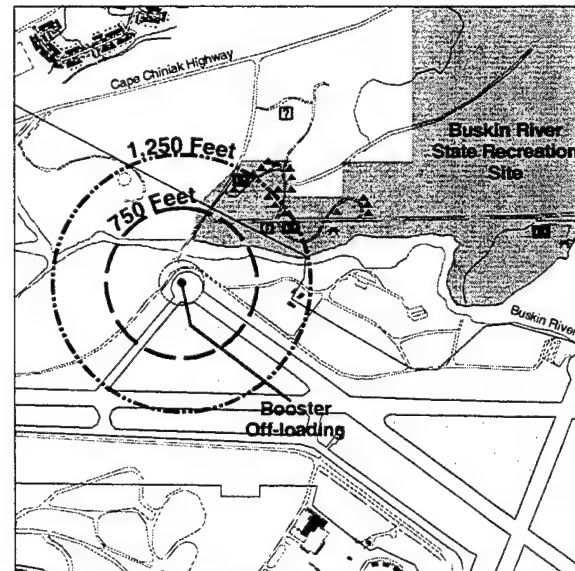 Cape Chiniak Highway
?
1,250 Feet
Buskin River
State Recreation
Site
750 Feet
Buskin River
Booster
Off-loading